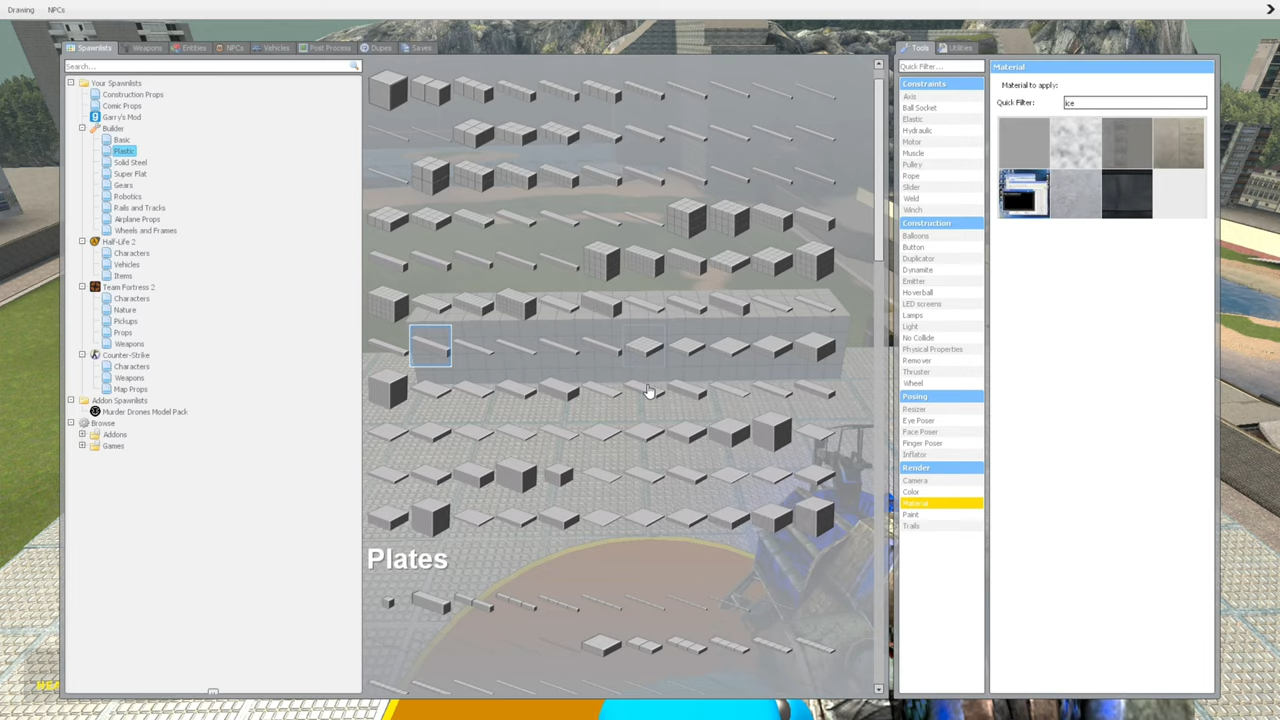 Drawing NPCs
Spawnlists Weapons Entities NPCs Vehicles Post Process Dupes Saves
Search...
Your Spawnlists
Construction Props
Comic Props
Garry's Mod
Builder
Basic
Plastic
Solid Steel
Super Flat
Gears
Robotics
Rails and Tracks
Airplane Props
Wheels and Frames
Half-Life 2
Characters
Vehicles
Items
Team Fortress 2
Characters
Nature
Pickups
Props
Weapons
Counter-Strike
Characters
Weapons
Map Props
Addon Spawnlists
Murder Drones Model Pack
Browse
Addons
Games
Plates
Tools Utilities
Quick Filter...
Constraints
Axis
Ball Socket
Elastic
Hydraulic
Motor
Muscle
Pulley
Rope
Slider
Weld
Winch
Construction
Balloons
Button
Duplicator
Dynamite
Emitter
Hoverball
LED screens
Lamps
Light
No Collide
Physical Properties
Remover
Thruster
Wheel
Posing
Resizer
Eye Poser
Face Poser
Finger Poser
Inflator
Render
Camera
Color
Material
Paint
Trails
Material
Material to apply:
Quick Filter: ice